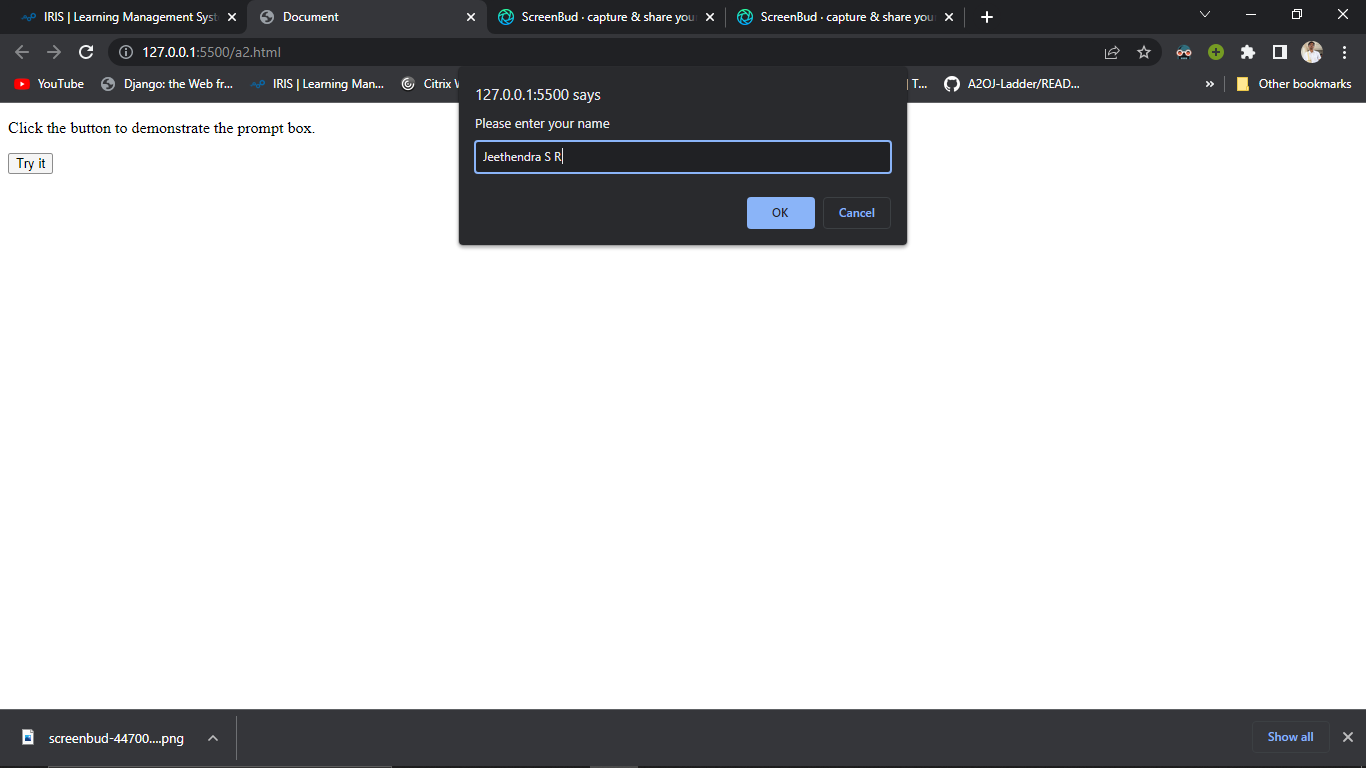 IRIS | Learning Management Syst
Document
ScreenBud · capture & share your
ScreenBud · capture & share your
127.0.0.1:5500/a2.html
YouTube
Django: the Web fr...
IRIS | Learning Man...
Citrix
T...
A2OJ-Ladder/READ...
»
Other bookmarks
127.0.0.1:5500 says
Please enter your name
Jeethendra S R
OK
Cancel
Click the button to demonstrate the prompt box.
Try it
screenbud-44700....png
Show all